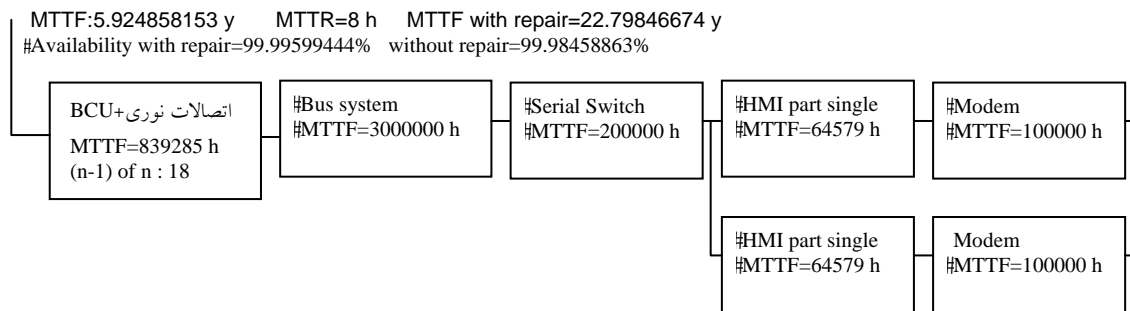 MTTF:5.924858153 y MTTR=8 h MTTF with repair=22.79846674 y
#Availability with repair=99.99599444% without repair=99.98458863%
BCU+اتصالات نوری
MTTF=839285 h
(n-1) of n : 18
#Bus system
#MTTF=3000000 h
#Serial Switch
#MTTF=200000 h
#HMI part single
#MTTF=64579 h
#Modem
#MTTF=100000 h
#HMI part single
#MTTF=64579 h
Modem
#MTTF=100000 h